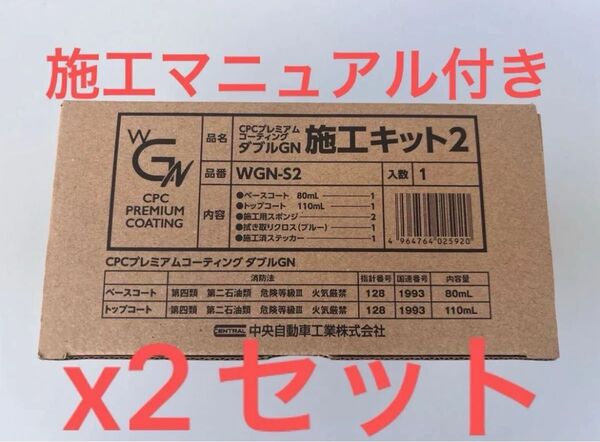 施工マニュアル付き
WGN
CPC
PREMIUM
COATING
品名 CPCプレミアムコーティング ダブルGN 施工キット2
品番 WGN-S2 入数 1
内容
●ベースコート 80mL 1
●トップコート 110mL 1
●施工用スポンジ 2
●拭き取りクロス(ブルー) 1
●施工済ステッカー 1
4 964764 025920
CPCプレミアムコーティング ダブルGN
消防法 指針番号 国連番号 内容量
ベースコート 第四類 第二石油類 危険等級Ⅲ 火気厳禁 128 1993 80mL
トップコート 第四類 第二石油類 危険等級Ⅲ 火気厳禁 128 1993 110mL
CENTRAL 中央自動車工業株式会社
x2セット